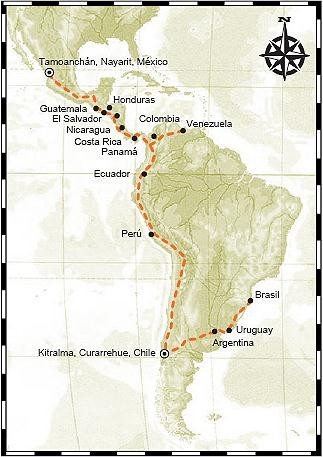 N
Tamoanchán, Nayarit, México
Honduras
Guatemala
El Salvador
Nicaragua
Costa Rica
Panamá
Colombia
Venezuela
Ecuador
Perú
Brasil
Uruguay
Argentina
Kitralma, Curarrehue, Chile